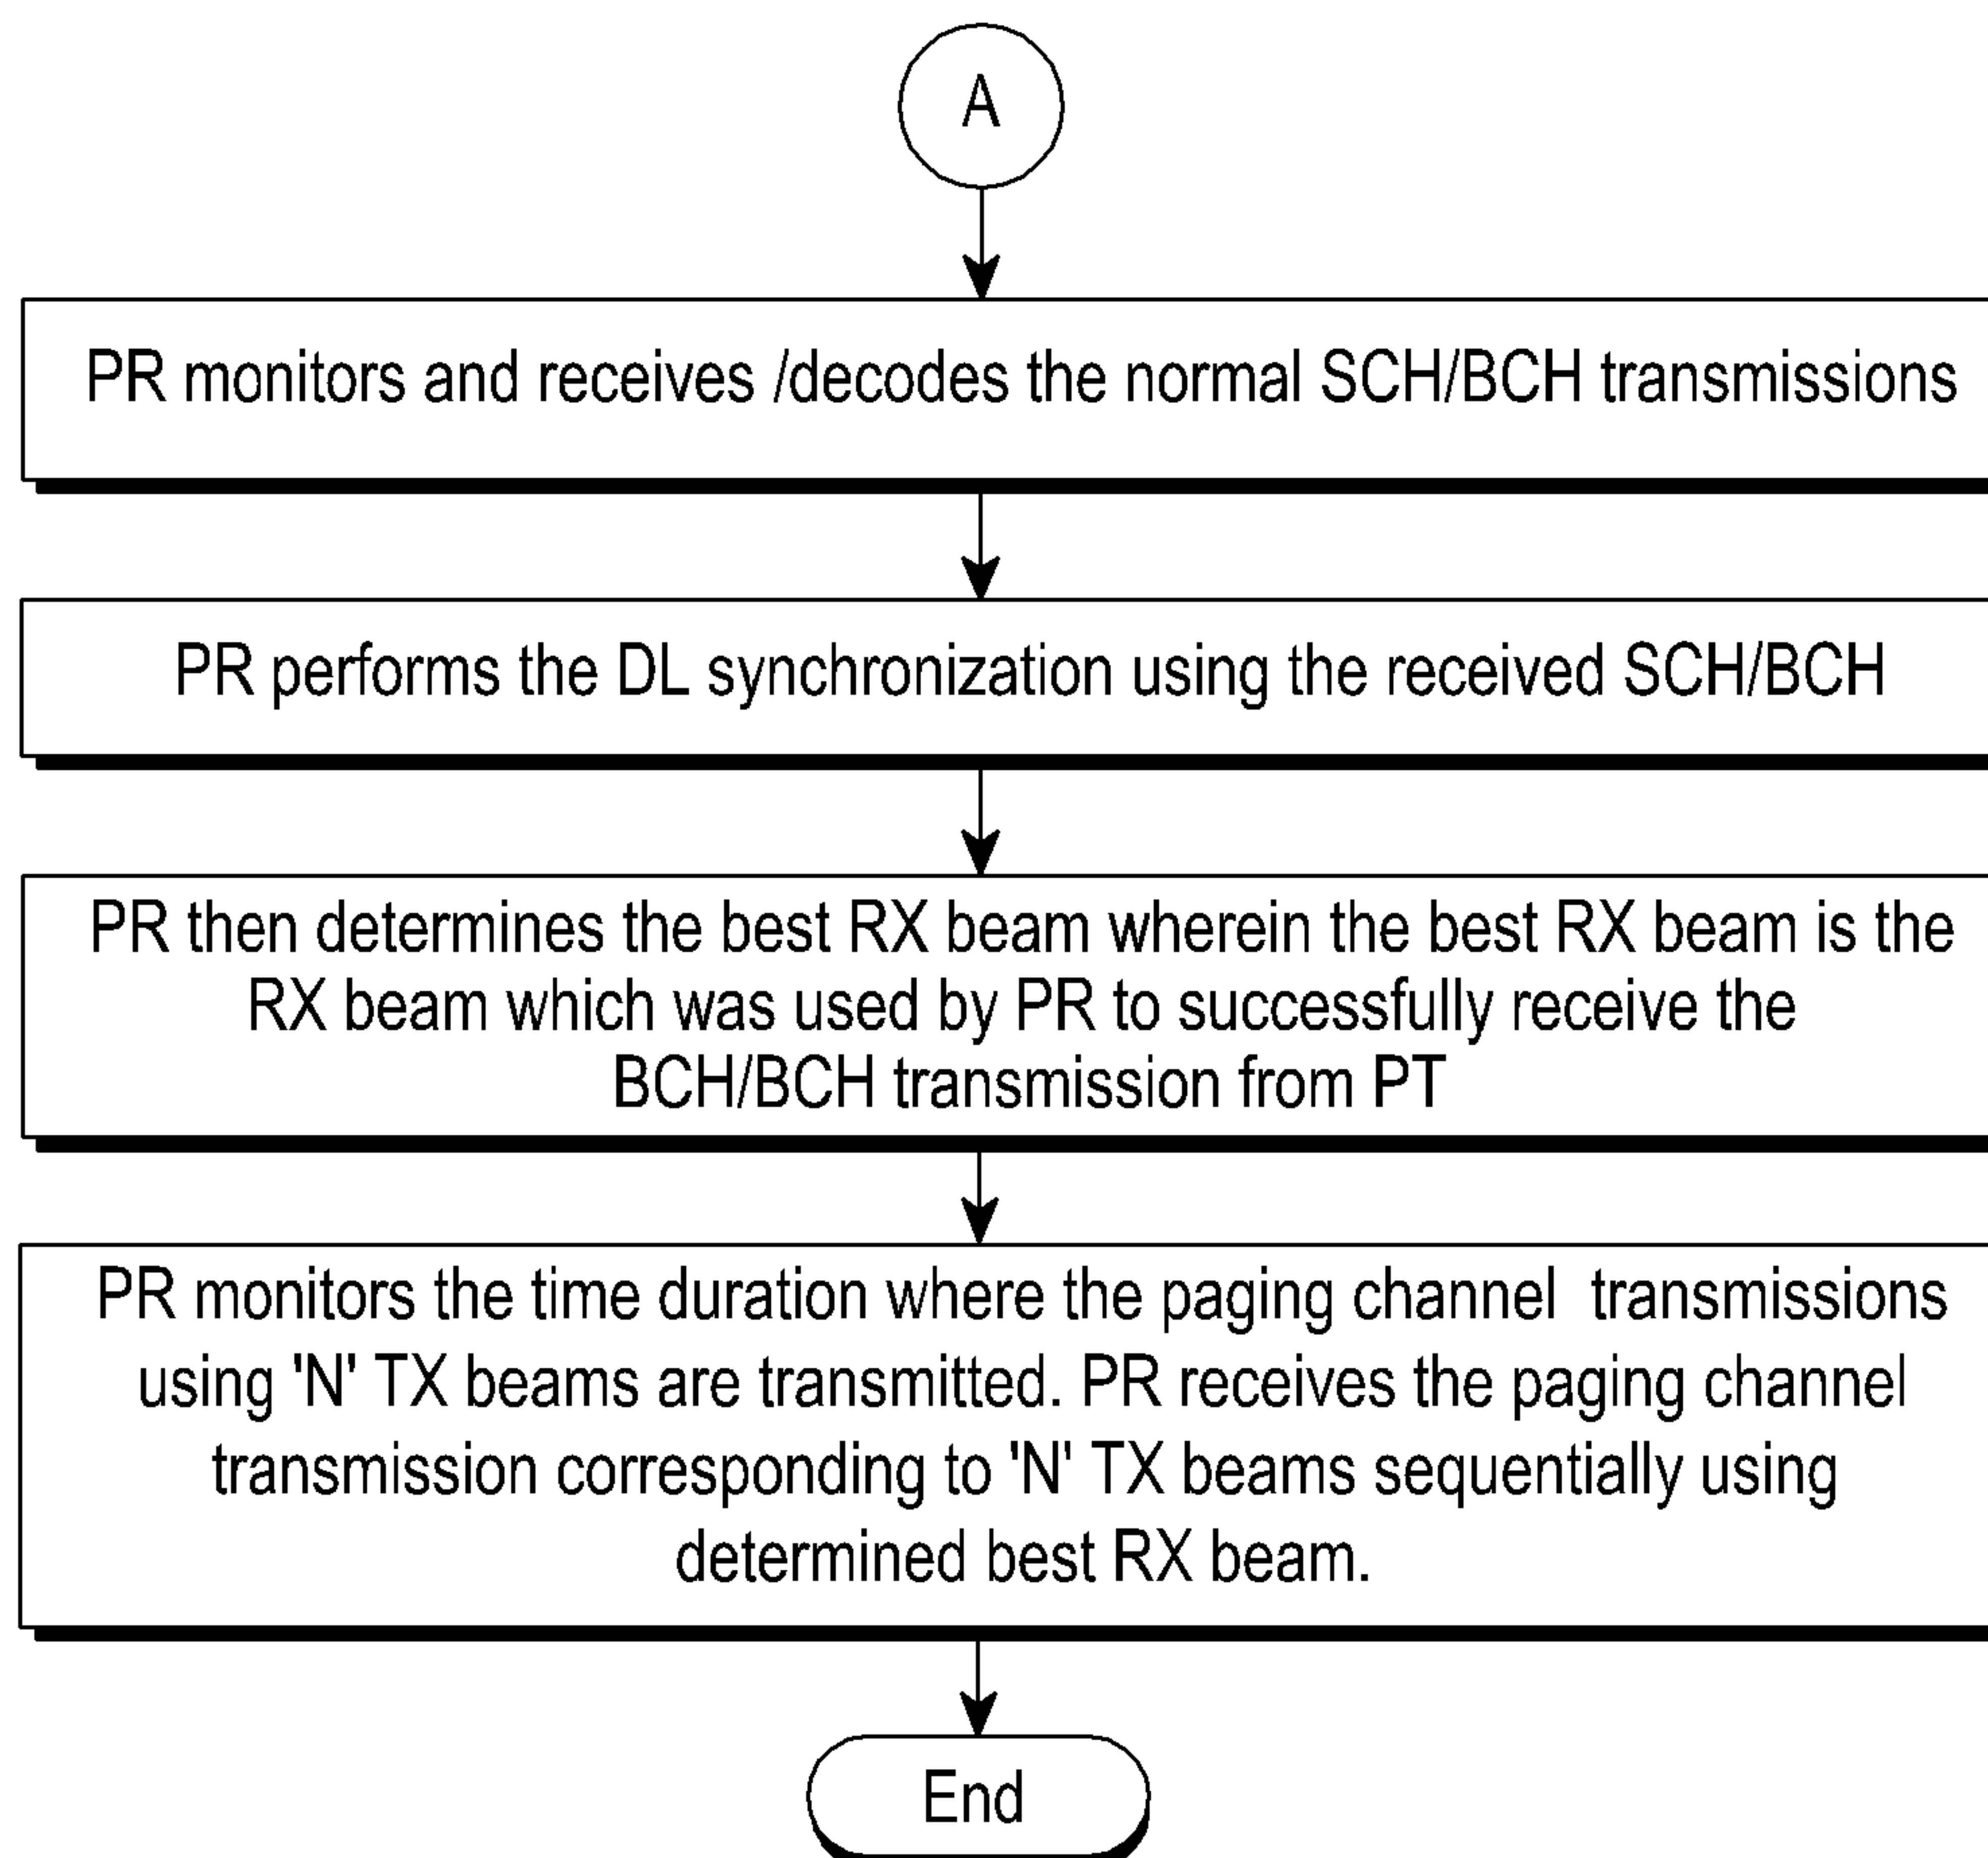 A
PR monitors and receives /decodes the normal SCH/BCH transmissions
PR performs the DL synchronization using the received SCH/BCH
PR then determines the best RX beam wherein the best RX beam is the
RX beam which was used by PR to successfully receive the
BCH/BCH transmission from PT
PR monitors the time duration where the paging channel transmissions
using 'N' TX beams are transmitted. PR receives the paging channel
transmission corresponding to 'N' TX beams sequentially using
determined best RX beam.
End